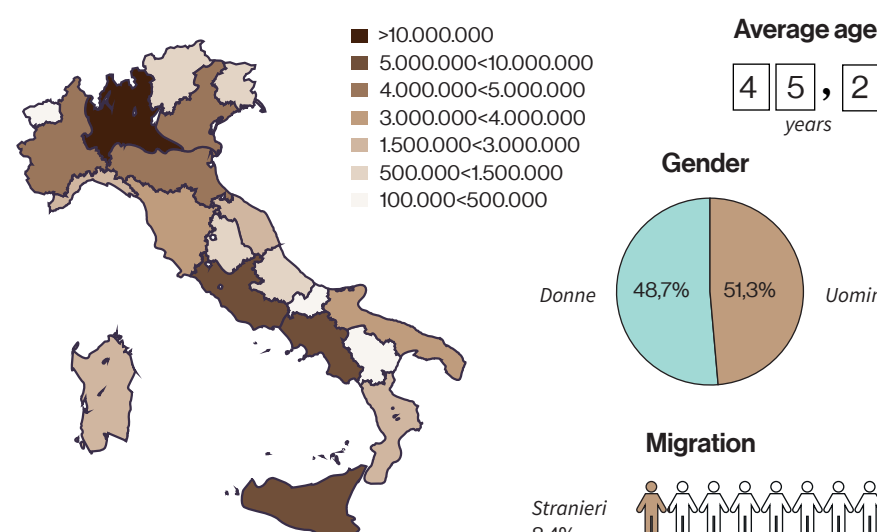 >10.000.000
5.000.000<10.000.000
4.000.000<5.000.000
3.000.000<4.000.000
1.500.000<3.000.000
500.000<1.500.000
100.000<500.000
Average age
4 5 , 2
years
Gender
Donne
48,7%
51,3%
Uomin
Migration
Stranieri